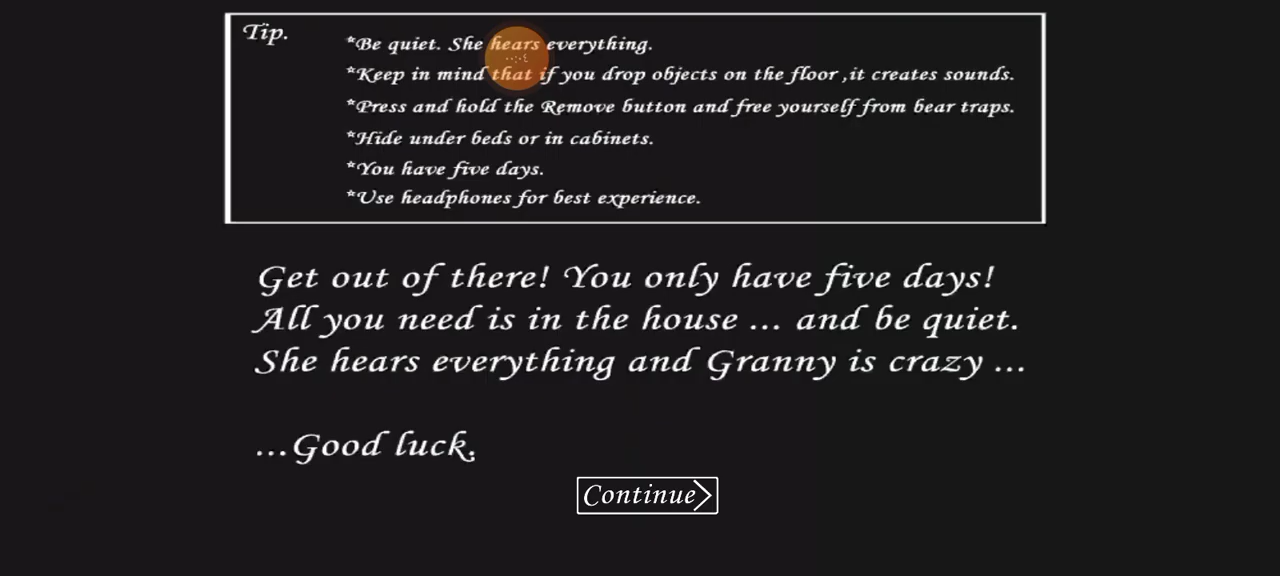 Tip.
*Be quiet. She hears everything.
*Keep in mind that if you drop objects on the floor ,it creates sounds.
*Press and hold the Remove button and free yourself from bear traps.
*Hide under beds or in cabinets.
*You have five days.
*Use headphones for best experience.
Get out of there! You only have five days!
All you need is in the house ... and be quiet.
She hears everything and Granny is crazy ...
...Good luck.
Continue